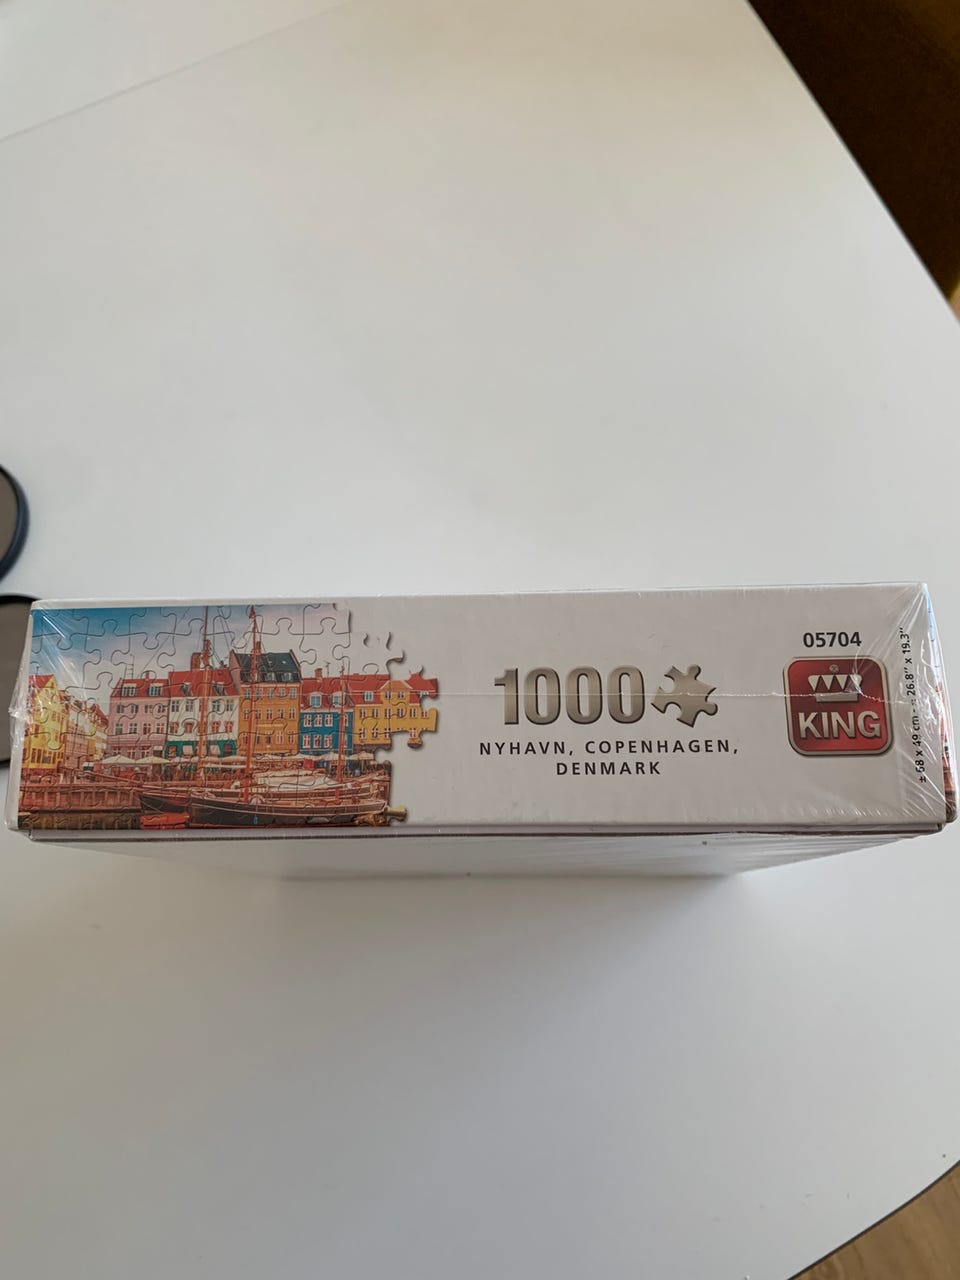 1000
NYHAVN, COPENHAGEN,
DENMARK
05704
KING
± 68 x 49 cm - ± 26.8" x 19.3"